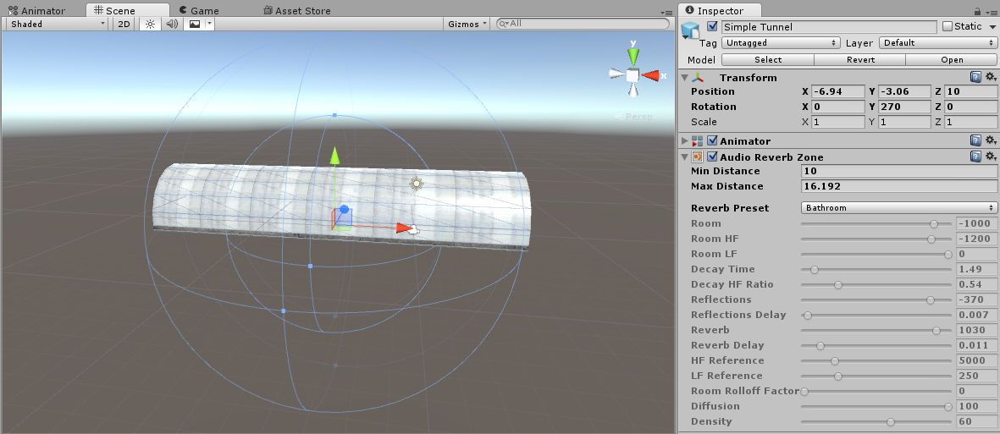 Animator Scene Game Asset Store
Shaded 2D Gizmos All
y
x
Persp
Inspector
Simple Tunnel Static
Tag Untagged Layer Default
Model Select Revert Open
Transform
Position X -6.94 Y -3.06 Z 10
Rotation X 0 Y 270 Z 0
Scale X 1 Y 1 Z 1
Animator
Audio Reverb Zone
Min Distance 10
Max Distance 16.192
Reverb Preset Bathroom
Room -1000
Room HF -1200
Room LF 0
Decay Time 1.49
Decay HF Ratio 0.54
Reflections -370
Reflections Delay 0.007
Reverb 1030
Reverb Delay 0.011
HF Reference 5000
LF Reference 250
Room Rolloff Factor 0
Diffusion 100
Density 60